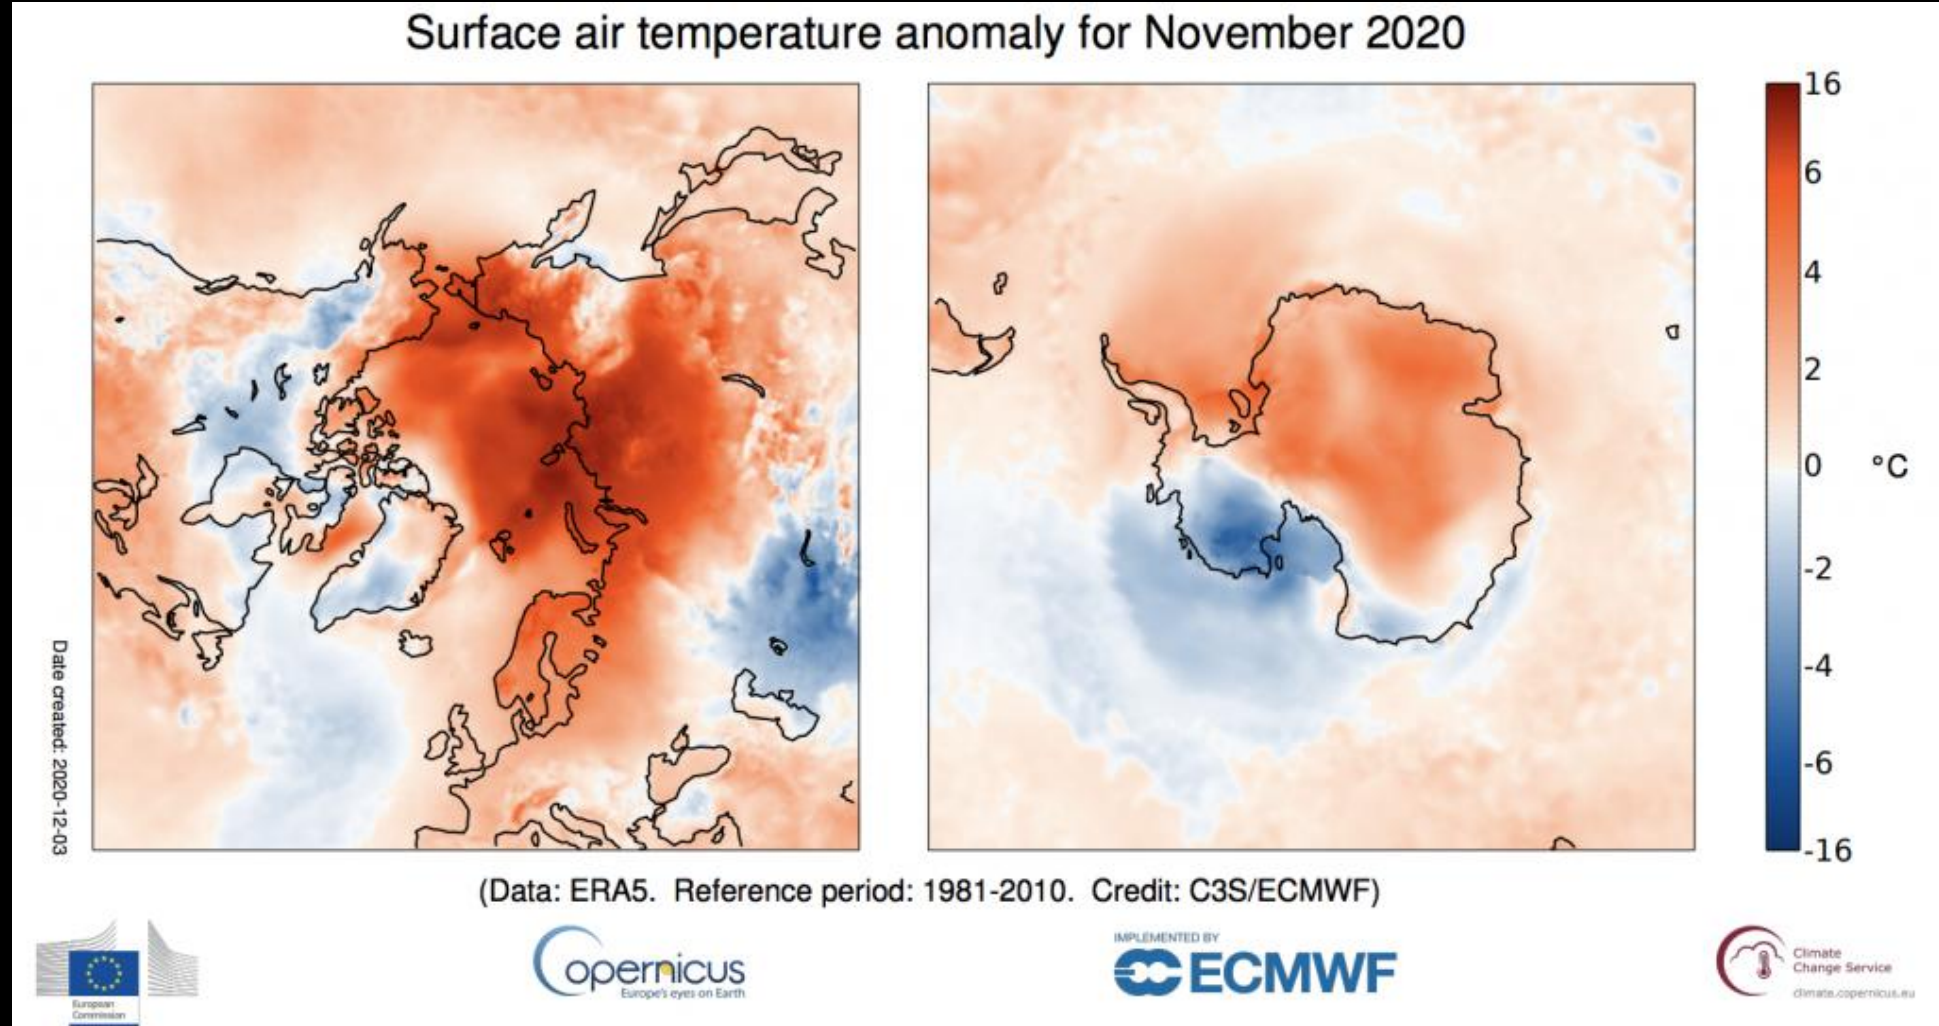 Surface air temperature anomaly for November 2020
16
6
4
2
0
-2
-4
-6
-16
°C
Date created: 2020-12-03
(Data: ERA5. Reference period: 1981-2010. Credit: C3S/ECMWF)
European
Commission
Copernicus
Europe's eyes on Earth
IMPLEMENTED BY
ECMWF
Climate
Change Service
climate.copernicus.eu